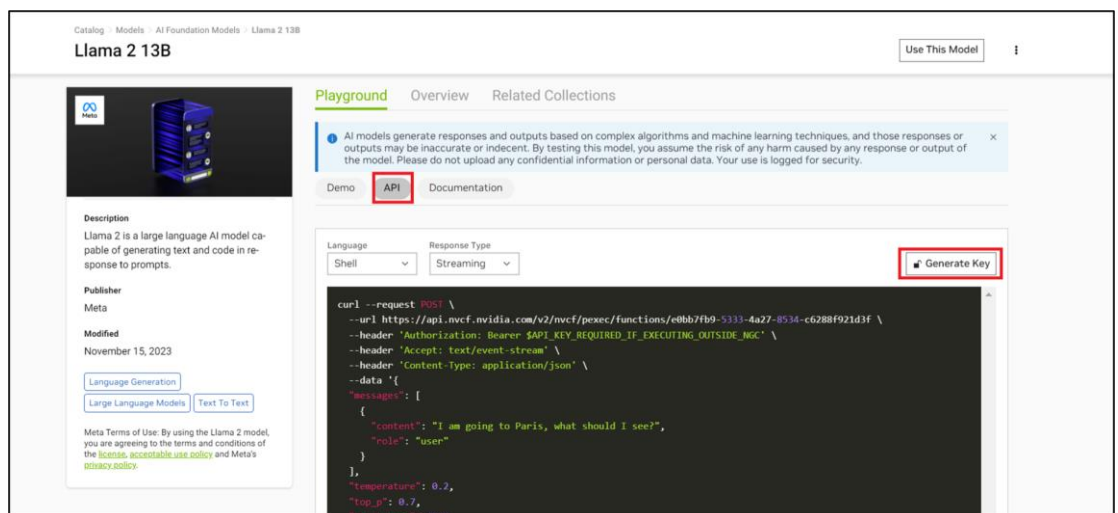 Catalog > Models > AI Foundation Models > Llama 2 13B
Llama 2 13B
Use This Model
Meta
Description
Llama 2 is a large language AI model ca-
pable of generating text and code in re-
sponse to prompts.
Publisher
Meta
Modified
November 15, 2023
Language Generation
Large Language Models Text To Text
Meta Terms of Use: By using the Llama 2 model,
you are agreeing to the terms and conditions of
the license, acceptable use policy and Meta's
privacy policy.
Playground Overview Related Collections
AI models generate responses and outputs based on complex algorithms and machine learning techniques, and those responses or
outputs may be inaccurate or indecent. By testing this model, you assume the risk of any harm caused by any response or output of
the model. Please do not upload any confidential information or personal data. Your use is logged for security.
Demo API Documentation
Language Response Type
Shell Streaming Generate Key
curl --request POST \
--url https://api.nvcf.nvidia.com/v2/nvcf/pexec/functions/e0bb7fb9-5333-4a27-8534-c6288f921d3f \
--header 'Authorization: Bearer $API_KEY_REQUIRED_IF_EXECUTING_OUTSIDE_NGC' \
--header 'Accept: text/event-stream' \
--header 'Content-Type: application/json' \
--data '{
"messages": [
{
"content": "I am going to Paris, what should I see?",
"role": "user"
}
],
"temperature": 0.2,
"top_p": 0.7,